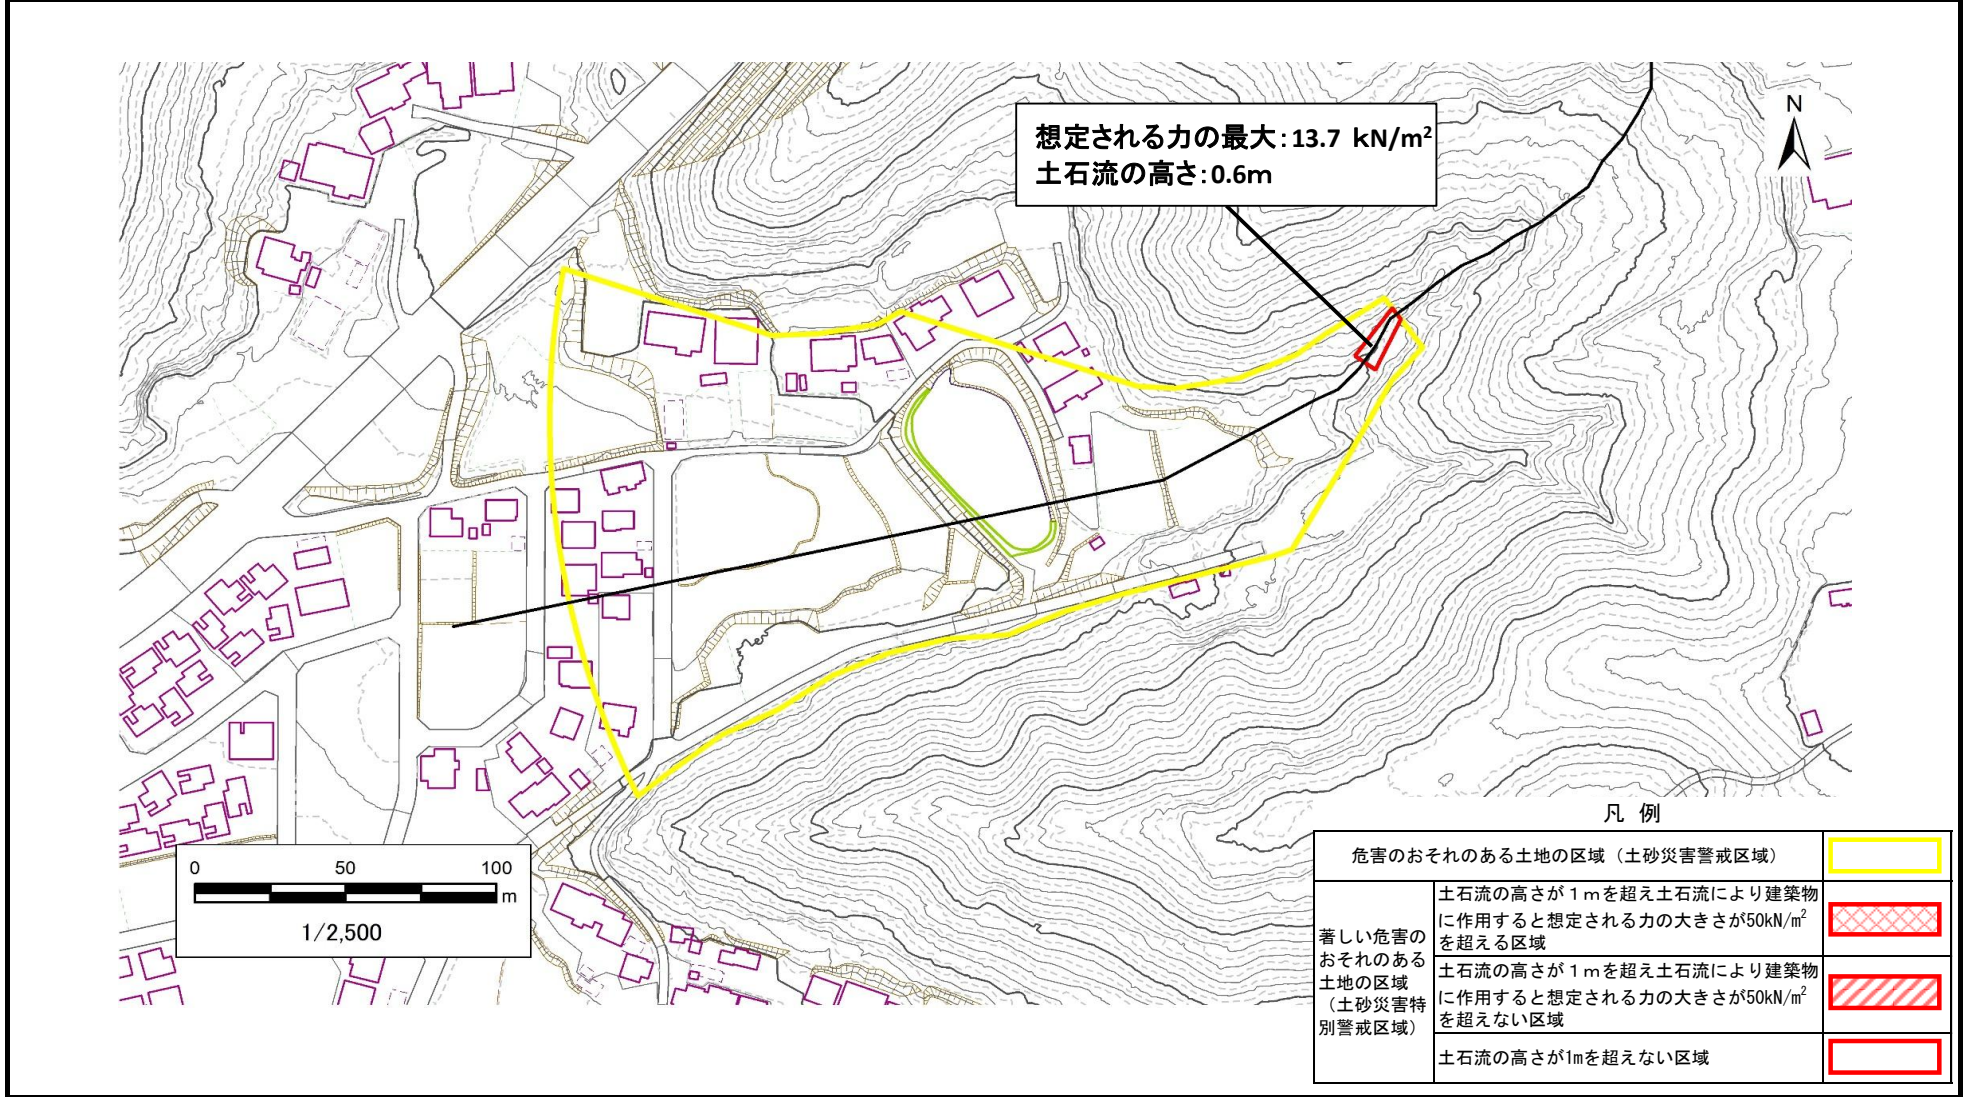 想定される力の最大：13.7 kN/m²
土石流の高さ：0.6m
N
0 50 100
m
1/2,500
凡 例
危害のおそれのある土地の区域（土砂災害警戒区域）
著しい危害の
おそれのある
土地の区域
（土砂災害特
別警戒区域）
土石流の高さが１ｍを超え土石流により建築物
に作用すると想定される力の大きさが50kN/㎡
を超える区域
土石流の高さが１ｍを超え土石流により建築物
に作用すると想定される力の大きさが50kN/㎡
を超えない区域
土石流の高さが1mを超えない区域